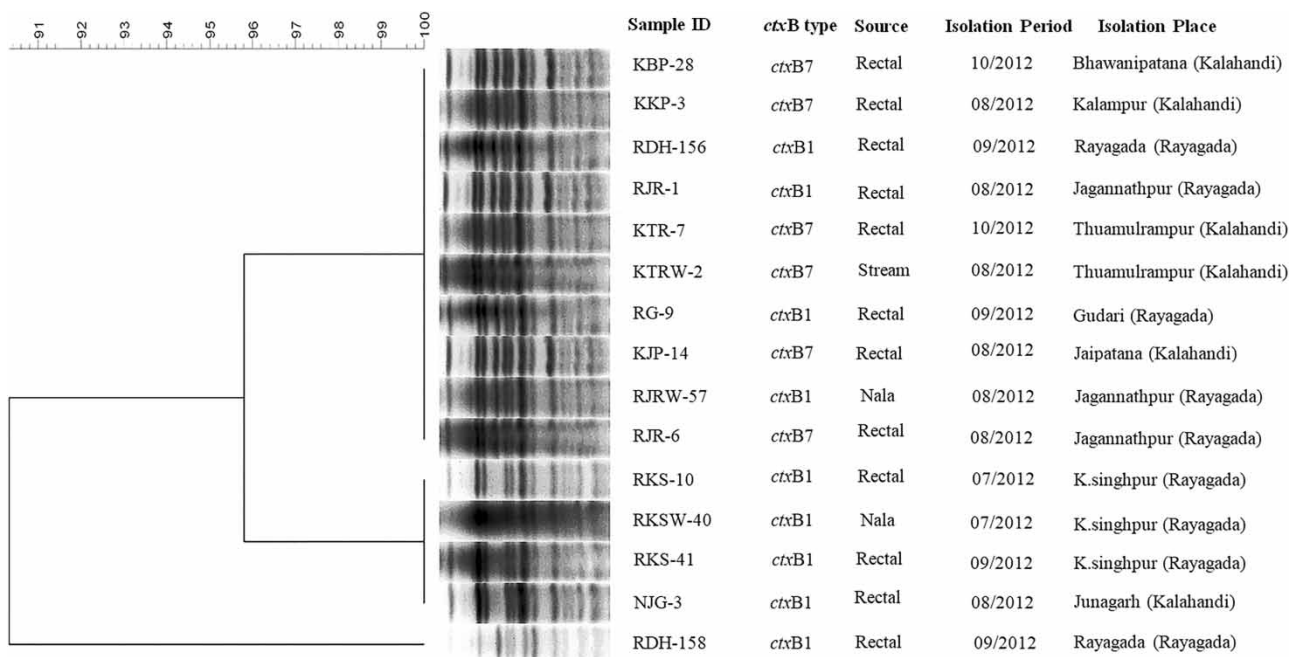 91 92 93 94 95 96 97 98 99 100
Sample ID ctxB type Source Isolation Period Isolation Place
KBP-28 ctxB7 Rectal 10/2012 Bhawanipatana (Kalahandi)
KKP-3 ctxB7 Rectal 08/2012 Kalampur (Kalahandi)
RDH-156 ctxB1 Rectal 09/2012 Rayagada (Rayagada)
RJR-1 ctxB1 Rectal 08/2012 Jagannathpur (Rayagada)
KTR-7 ctxB7 Rectal 10/2012 Thuamulrampur (Kalahandi)
KTRW-2 ctxB7 Stream 08/2012 Thuamulrampur (Kalahandi)
RG-9 ctxB1 Rectal 09/2012 Gudari (Rayagada)
KJP-14 ctxB7 Rectal 08/2012 Jaipatana (Kalahandi)
RJRW-57 ctxB1 Nala 08/2012 Jagannathpur (Rayagada)
RJR-6 ctxB7 Rectal 08/2012 Jagannathpur (Rayagada)
RKS-10 ctxB1 Rectal 07/2012 K.singhpur (Rayagada)
RKSW-40 ctxB1 Nala 07/2012 K.singhpur (Rayagada)
RKS-41 ctxB1 Rectal 09/2012 K.singhpur (Rayagada)
NJG-3 ctxB1 Rectal 08/2012 Junagarh (Kalahandi)
RDH-158 ctxB1 Rectal 09/2012 Rayagada (Rayagada)